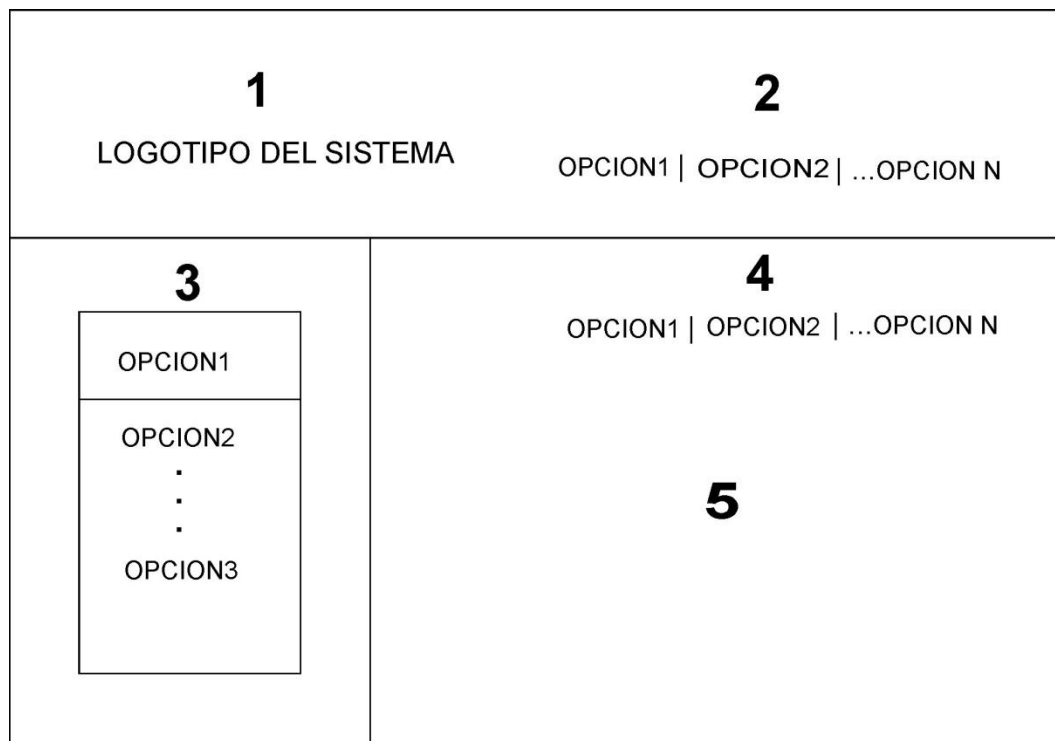 1
LOGOTIPO DEL SISTEMA
2
OPCION1 | OPCION2 | ...OPCION N
3
OPCION1
OPCION2
.
.
.
OPCION3
4
OPCION1 | OPCION2 | ...OPCION N
5